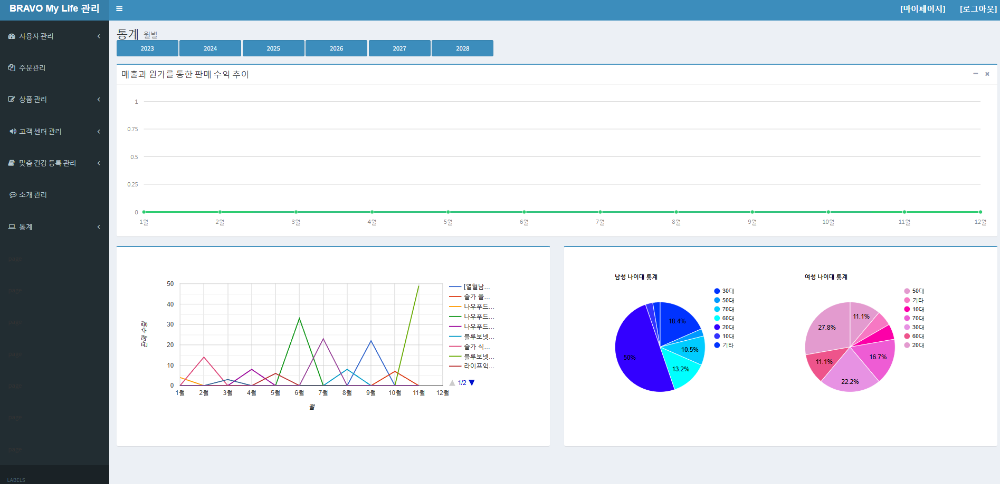 BRAVO My Life 관리
[마이페이지] [로그아웃]
사용자 관리
주문관리
상품 관리
고객 센터 관리
맞춤 건강 등록 관리
소개 관리
통계
page
page
page
page
page
page
page
LABELS
통계 월별
2023 2024 2025 2026 2027 2028
매출과 원가를 통한 판매 수익 추이
1
0.75
0.5
0.25
0
1월 2월 3월 4월 5월 6월 7월 8월 9월 10월 11월 12월
판매 수량
50
40
30
20
10
0
1월 2월 3월 4월 5월 6월 7월 8월 9월 10월 11월 12월
월
[열혈남...
솔가 폴...
나우푸드...
나우푸드...
나우푸드...
블루보넷...
솔가 식...
블루보넷...
라이프익...
1/2
남성 나이대 통계
18.4%
10.5%
13.2%
50%
30대
50대
70대
60대
20대
10대
기타
여성 나이대 통계
11.1%
27.8%
16.7%
11.1%
22.2%
50대
기타
10대
70대
30대
60대
20대